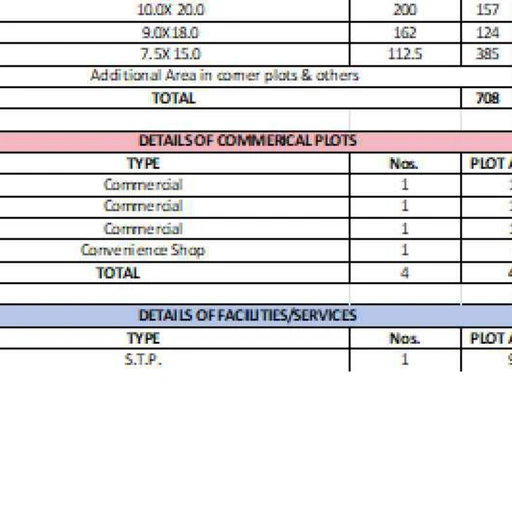 10.0X 20.0 200 157
9.0X18.0 162 124
7.5X 15.0 112.5 385
Additional Area in corner plots & others
TOTAL 708
DETAILS OF COMMERICAL PLOTS
TYPE Nos. PLOT
Commercial 1
Commercial 1
Commercial 1
Convenience Shop 1
TOTAL 4
DETAILS OF FACILITIES/SERVICES
TYPE Nos. PLOT
S.T.P. 1